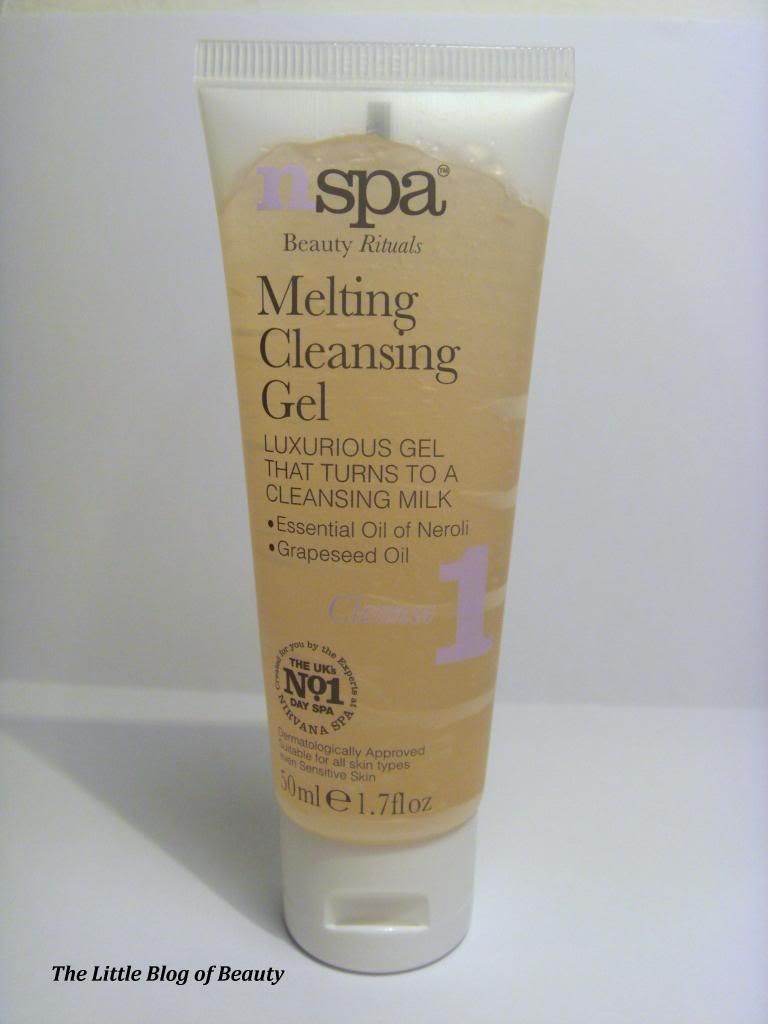 nspa™
Beauty Rituals
Melting
Cleansing
Gel
LUXURIOUS GEL
THAT TURNS TO A
CLEANSING MILK
•Essential Oil of Neroli
•Grapeseed Oil
Cleanse 1
Created for you by the Experts at
THE UK's
No1
DAY SPA
NIRVANA SPA
Dermatologically Approved
Suitable for all skin types
even Sensitive Skin
50ml ℮ 1.7fl oz
The Little Blog of Beauty